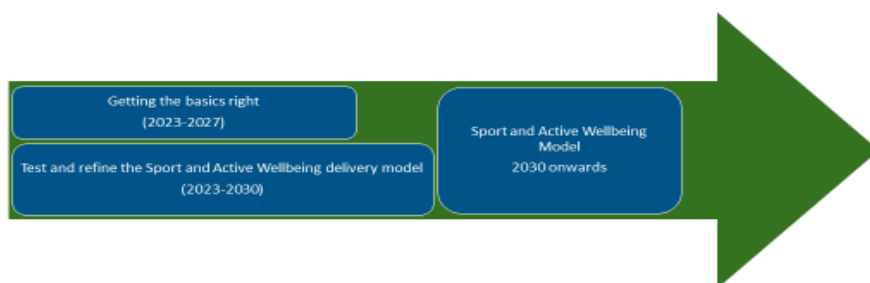 Getting the basics right
(2023-2027)
Test and refine the Sport and Active Wellbeing delivery model
(2023-2030)
Sport and Active Wellbeing
Model
2030 onwards